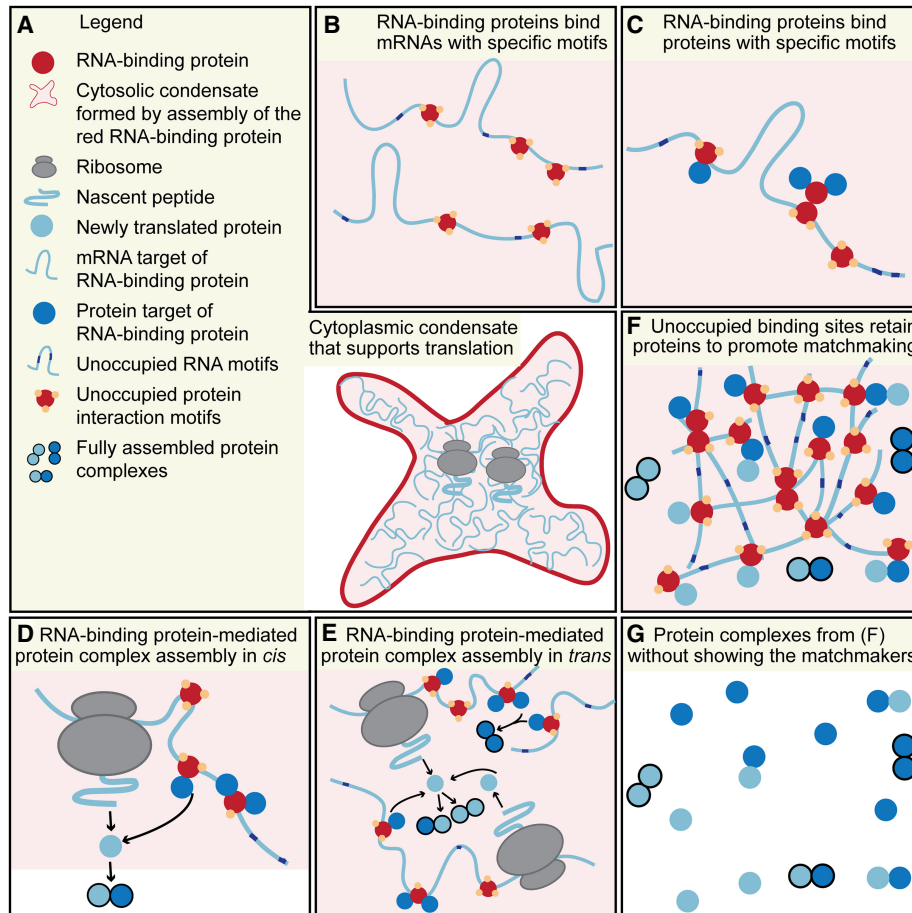 A
Legend
RNA-binding protein
Cytosolic condensate
formed by assembly of the
red RNA-binding protein
Ribosome
Nascent peptide
Newly translated protein
mRNA target of
RNA-binding protein
Protein target of
RNA-binding protein
Unoccupied RNA motifs
Unoccupied protein
interaction motifs
Fully assembled protein
complexes
B RNA-binding proteins bind
mRNAs with specific motifs
C RNA-binding proteins bind
proteins with specific motifs
Cytoplasmic condensate
that supports translation
F Unoccupied binding sites retain
proteins to promote matchmaking
D RNA-binding protein-mediated
protein complex assembly in cis
E RNA-binding protein-mediated
protein complex assembly in trans
G Protein complexes from (F)
without showing the matchmakers